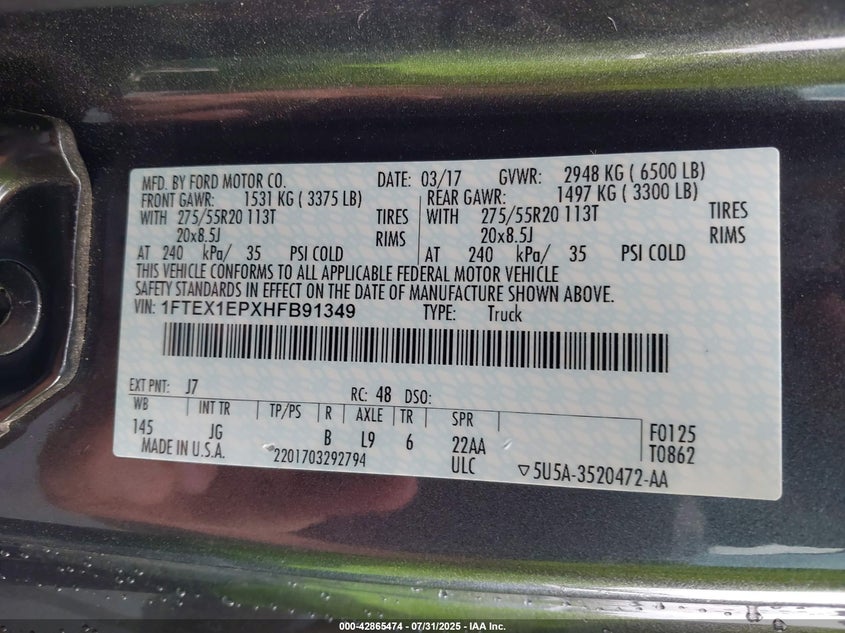 MFD. BY FORD MOTOR CO. DATE: 03/17 GVWR: 2948 KG ( 6500 LB)
FRONT GAWR: 1531 KG ( 3375 LB) REAR GAWR: 1497 KG ( 3300 LB)
WITH 275/55R20 113T TIRES WITH 275/55R20 113T TIRES
20x8.5J RIMS 20x8.5J RIMS
AT 240 kPa/ 35 PSI COLD AT 240 kPa/ 35 PSI COLD
THIS VEHICLE CONFORMS TO ALL APPLICABLE FEDERAL MOTOR VEHICLE
SAFETY STANDARDS IN EFFECT ON THE DATE OF MANUFACTURE SHOWN ABOVE.
VIN: 1FTEX1EPXHFB91349 TYPE: Truck
EXT PNT: J7 RC: 48 DSO:
WB INT TR TP/PS R AXLE TR SPR
145 JG B L9 6 22AA F0125
MADE IN U.S.A. 2201703292794 ULC T0862
▽5U5A-3520472-AA
000-42865474 | 07/31/2025 - IAA Inc.